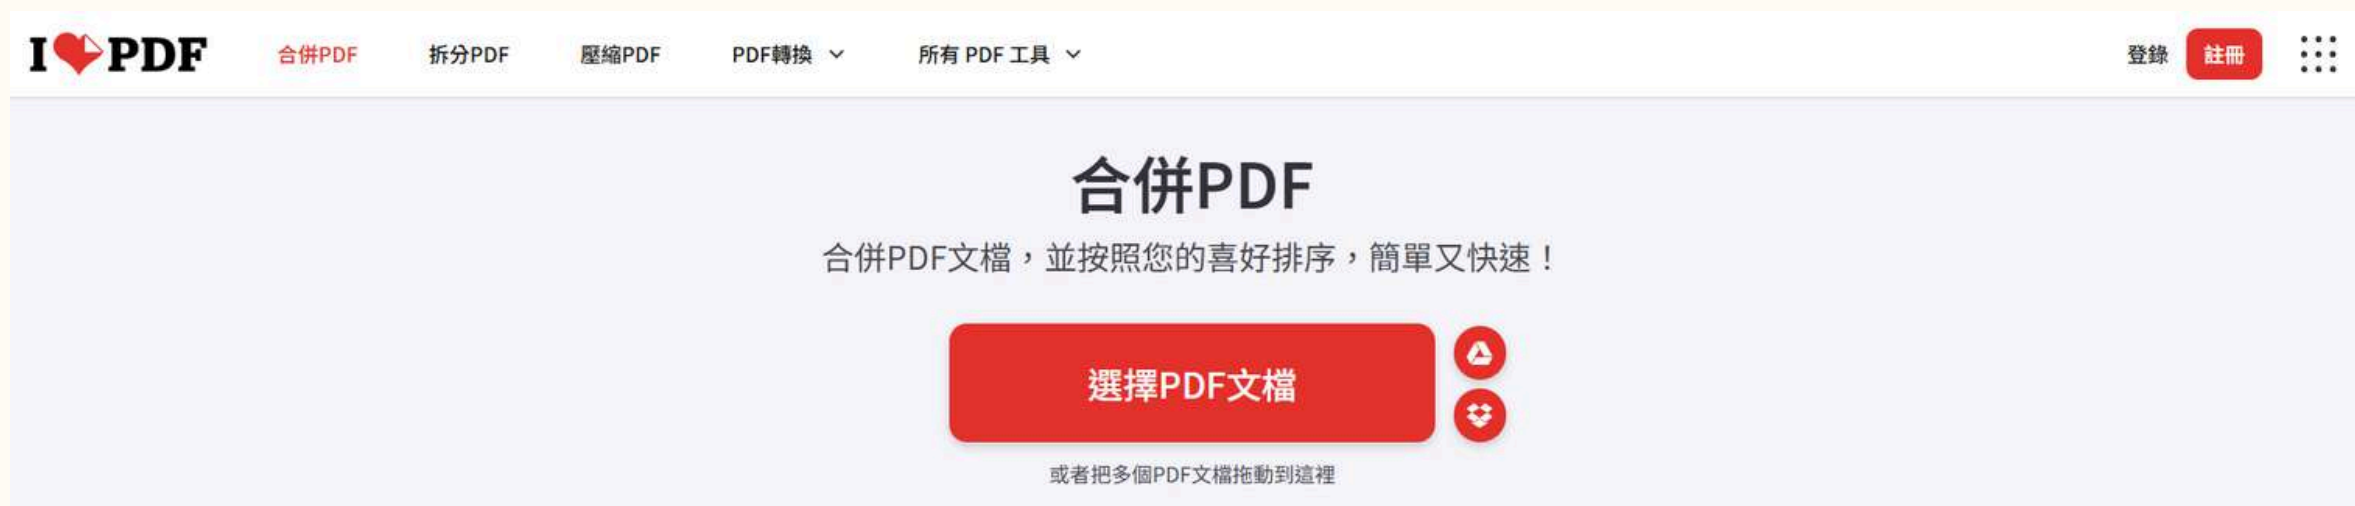 I PDF
合併PDF
拆分PDF
壓縮PDF
PDF轉換
所有 PDF 工具
登錄
註冊
合併PDF
合併PDF文檔，並按照您的喜好排序，簡單又快速！
選擇PDF文檔
或者把多個PDF文檔拖動到這裡